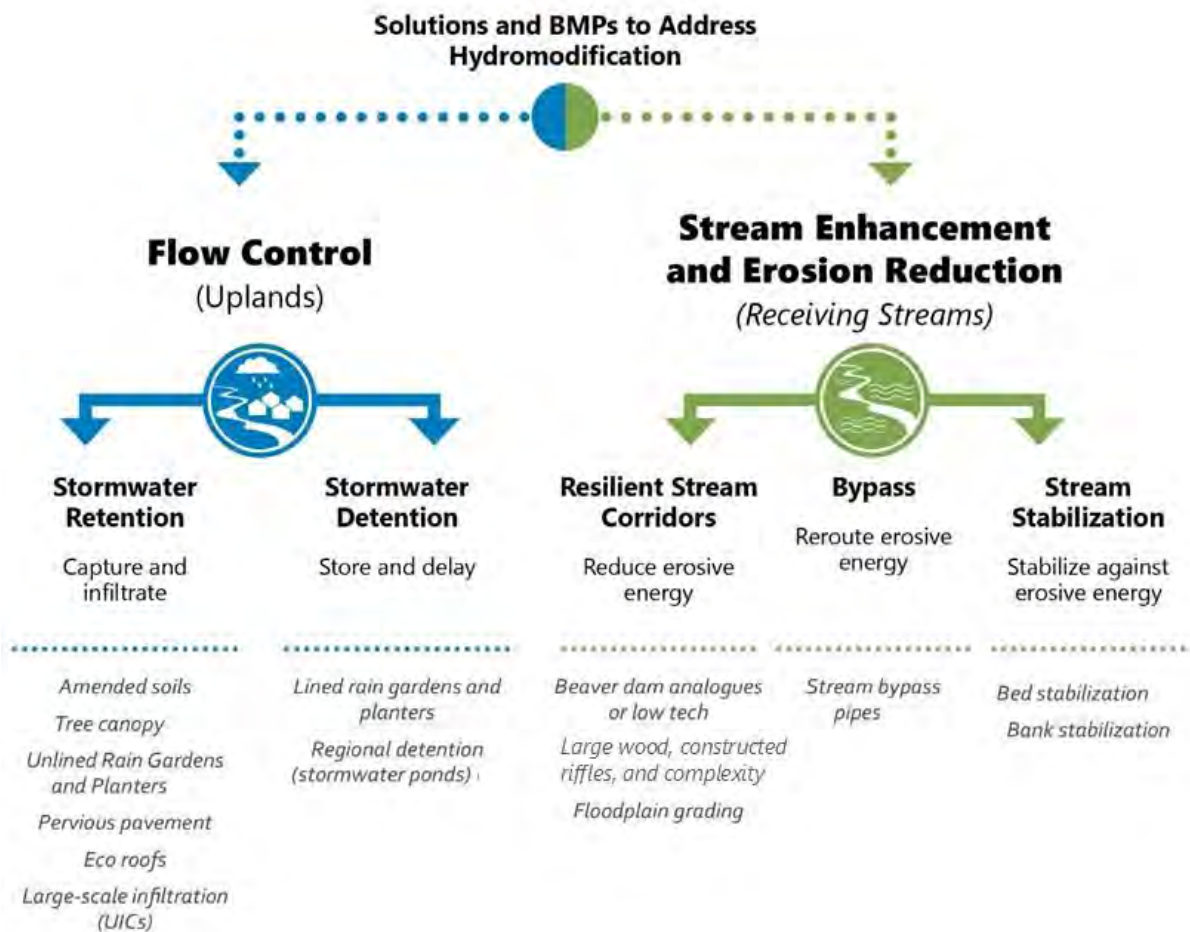 Solutions and BMPs to Address
Hydromodification
Flow Control
(Uplands)
Stream Enhancement
and Erosion Reduction
(Receiving Streams)
Stormwater
Retention
Capture and
infiltrate
Amended soils
Tree canopy
Unlined Rain Gardens
and Planters
Pervious pavement
Eco roofs
Large-scale infiltration
(UICs)
Stormwater
Detention
Store and delay
Lined rain gardens and
planters
Regional detention
(stormwater ponds)
Resilient Stream
Corridors
Reduce erosive
energy
Beaver dam analogues
or low tech
Large wood, constructed
riffles, and complexity
Floodplain grading
Bypass
Reroute erosive
energy
Stream bypass
pipes
Stream
Stabilization
Stabilize against
erosive energy
Bed stabilization
Bank stabilization